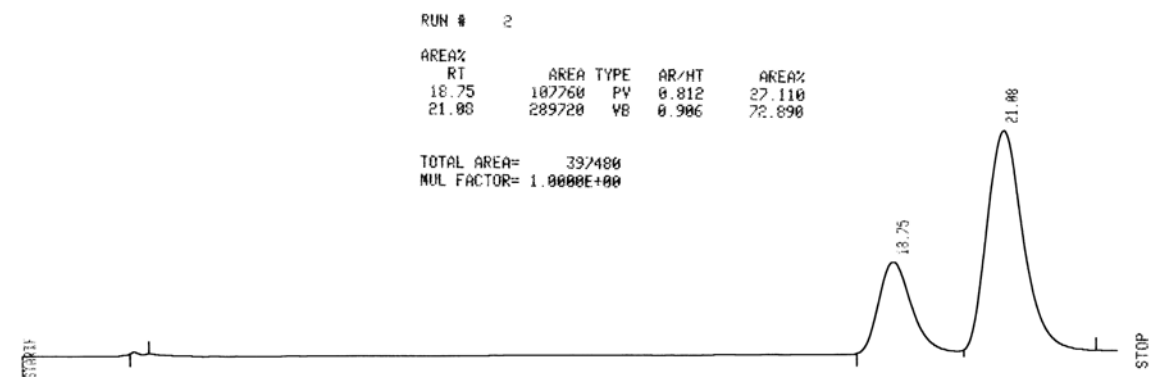 RUN # 2
AREA%
RT AREA TYPE AR/HT AREA%
18.75 107760 PV 0.812 27.110
21.08 289720 VB 0.906 72.890
TOTAL AREA= 397480
MUL FACTOR= 1.0000E+00
21.08
18.75
START
STOP